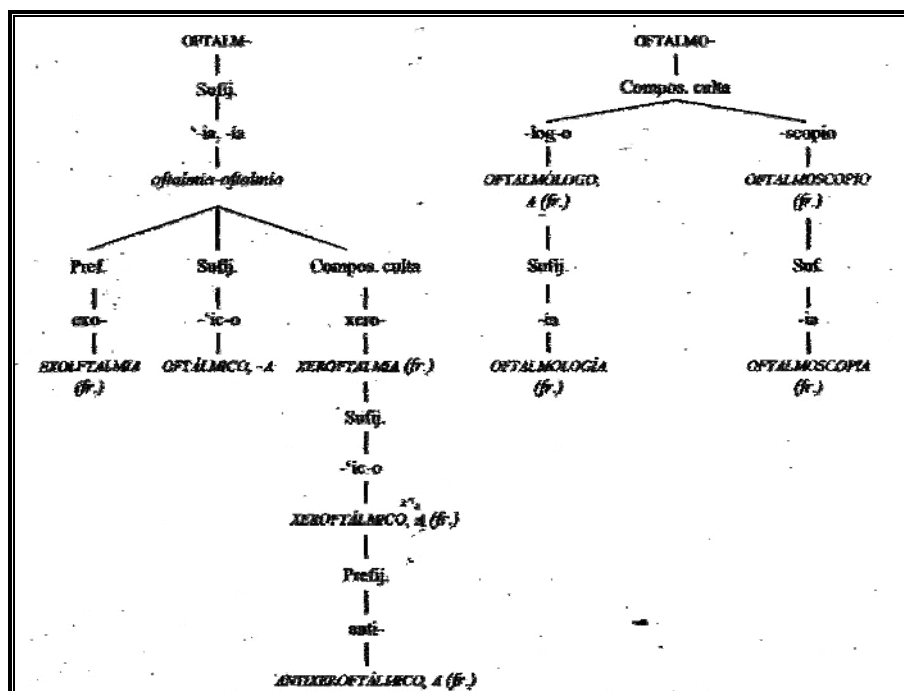 OFTALM- OFTALMO-
Sufij. Compos. culta
-ía, -ia -log-o -scopio
oftalmia-oftalmía OFTALMÓLOGO, OFTALMOSCOPIO
A (fr.) (fr.)
Pref. Sufij. Compos. culta Sufij. Suf.
exo- -´ic-o xero- -ía -ia
EXOLFTALMIA OFTÁLMICO, -A XEROFTALMIA (fr.) OFTALMOLOGÍA OFTALMOSCOPIA
(fr.) (fr.) (fr.)
Sufij.
-´ic-o
XEROFTÁLMICO, A (fr.)
Prefij.
anti-
ANTIXEROFTÁLMICO, A (fr.)